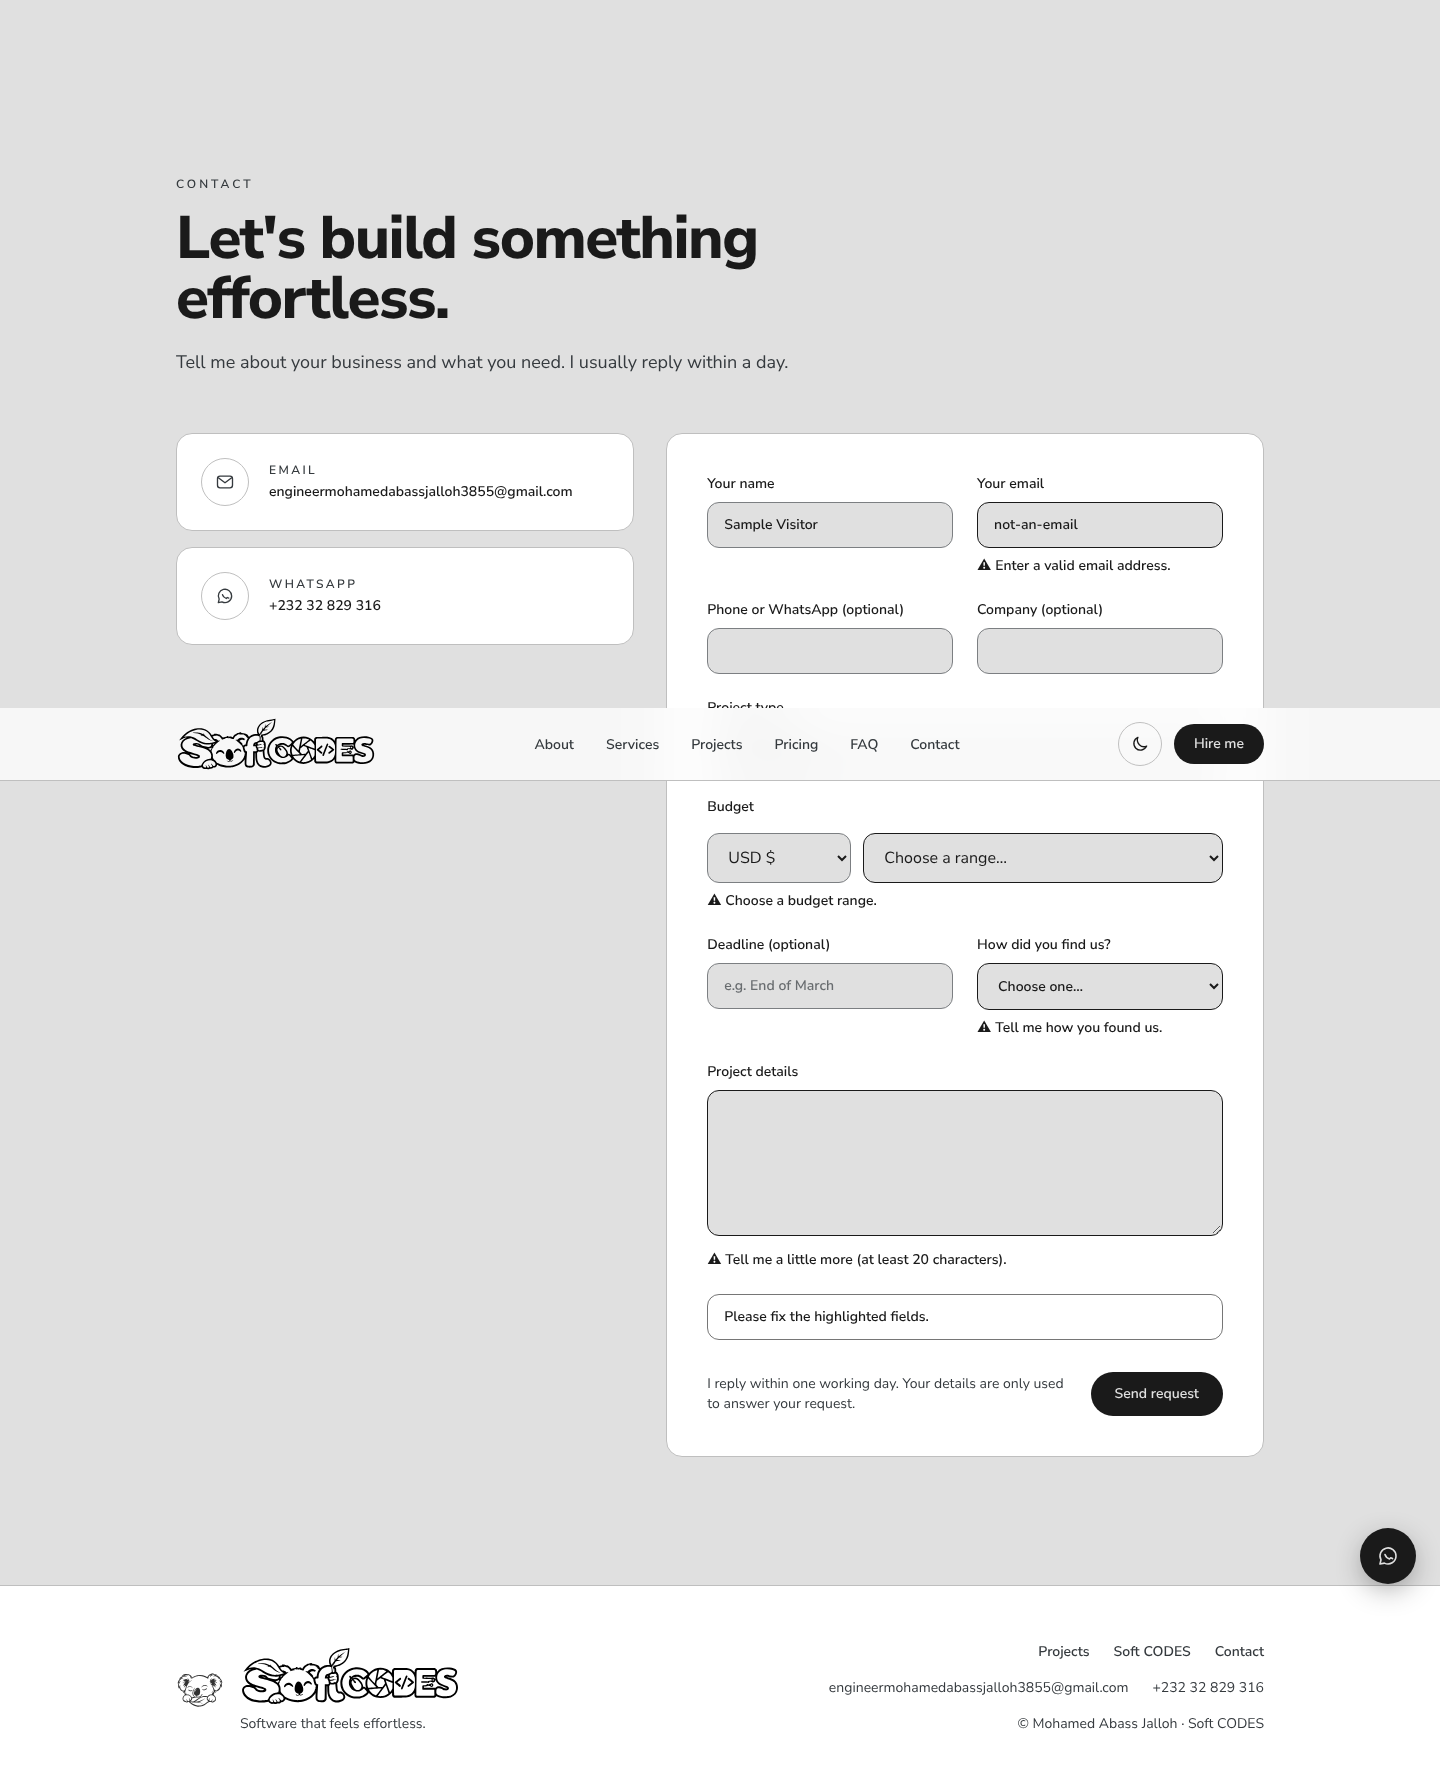 CONTACT
Let's build something
effortless.
Tell me about your business and what you need. I usually reply within a day.
EMAIL
engineermohamedabassjalloh3855@gmail.com
WHATSAPP
+232 32 829 316
Your name
Your email
Sample Visitor
not-an-email
⚠ Enter a valid email address.
Phone or WhatsApp (optional)
Company (optional)
Project type
Soft CODES
About
Services
Projects
Pricing
FAQ
Contact
Hire me
Budget
USD $
Choose a range...
⚠ Choose a budget range.
Deadline (optional)
How did you find us?
e.g. End of March
Choose one...
⚠ Tell me how you found us.
Project details
⚠ Tell me a little more (at least 20 characters).
Please fix the highlighted fields.
I reply within one working day. Your details are only used
to answer your request.
Send request
Soft CODES
Software that feels effortless.
Projects
Soft CODES
Contact
engineermohamedabassjalloh3855@gmail.com
+232 32 829 316
© Mohamed Abass Jalloh · Soft CODES